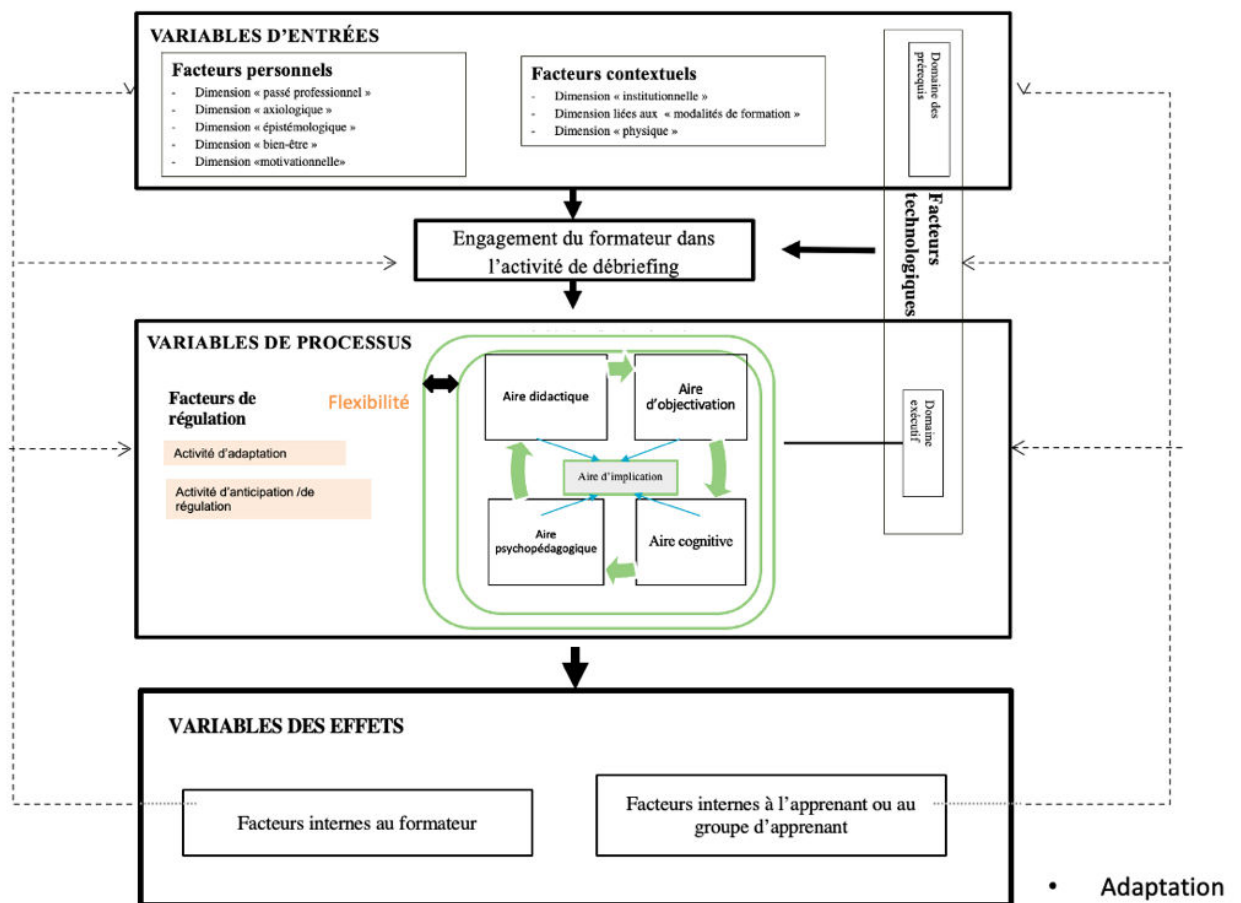 VARIABLES D'ENTRÉES
Facteurs personnels
- Dimension « passé professionnel »
- Dimension « axiologique »
- Dimension « épistémologique »
- Dimension « bien-être »
- Dimension «motivationnelle»
Facteurs contextuels
- Dimension « institutionnelle »
- Dimension liées aux « modalités de formation »
- Dimension « physique »
Domaine des
prérequis
Facteurs
technologiques
Engagement du formateur dans
l'activité de débriefing
VARIABLES DE PROCESSUS
Facteurs de
régulation
Flexibilité
Activité d'adaptation
Activité d'anticipation /de
régulation
Aire didactique
Aire
d'objectivation
Aire d'implication
Aire
psychopédagogique
Aire cognitive
Domaine
exécutif
VARIABLES DES EFFETS
Facteurs internes au formateur
Facteurs internes à l'apprenant ou au
groupe d'apprenant
• Adaptation